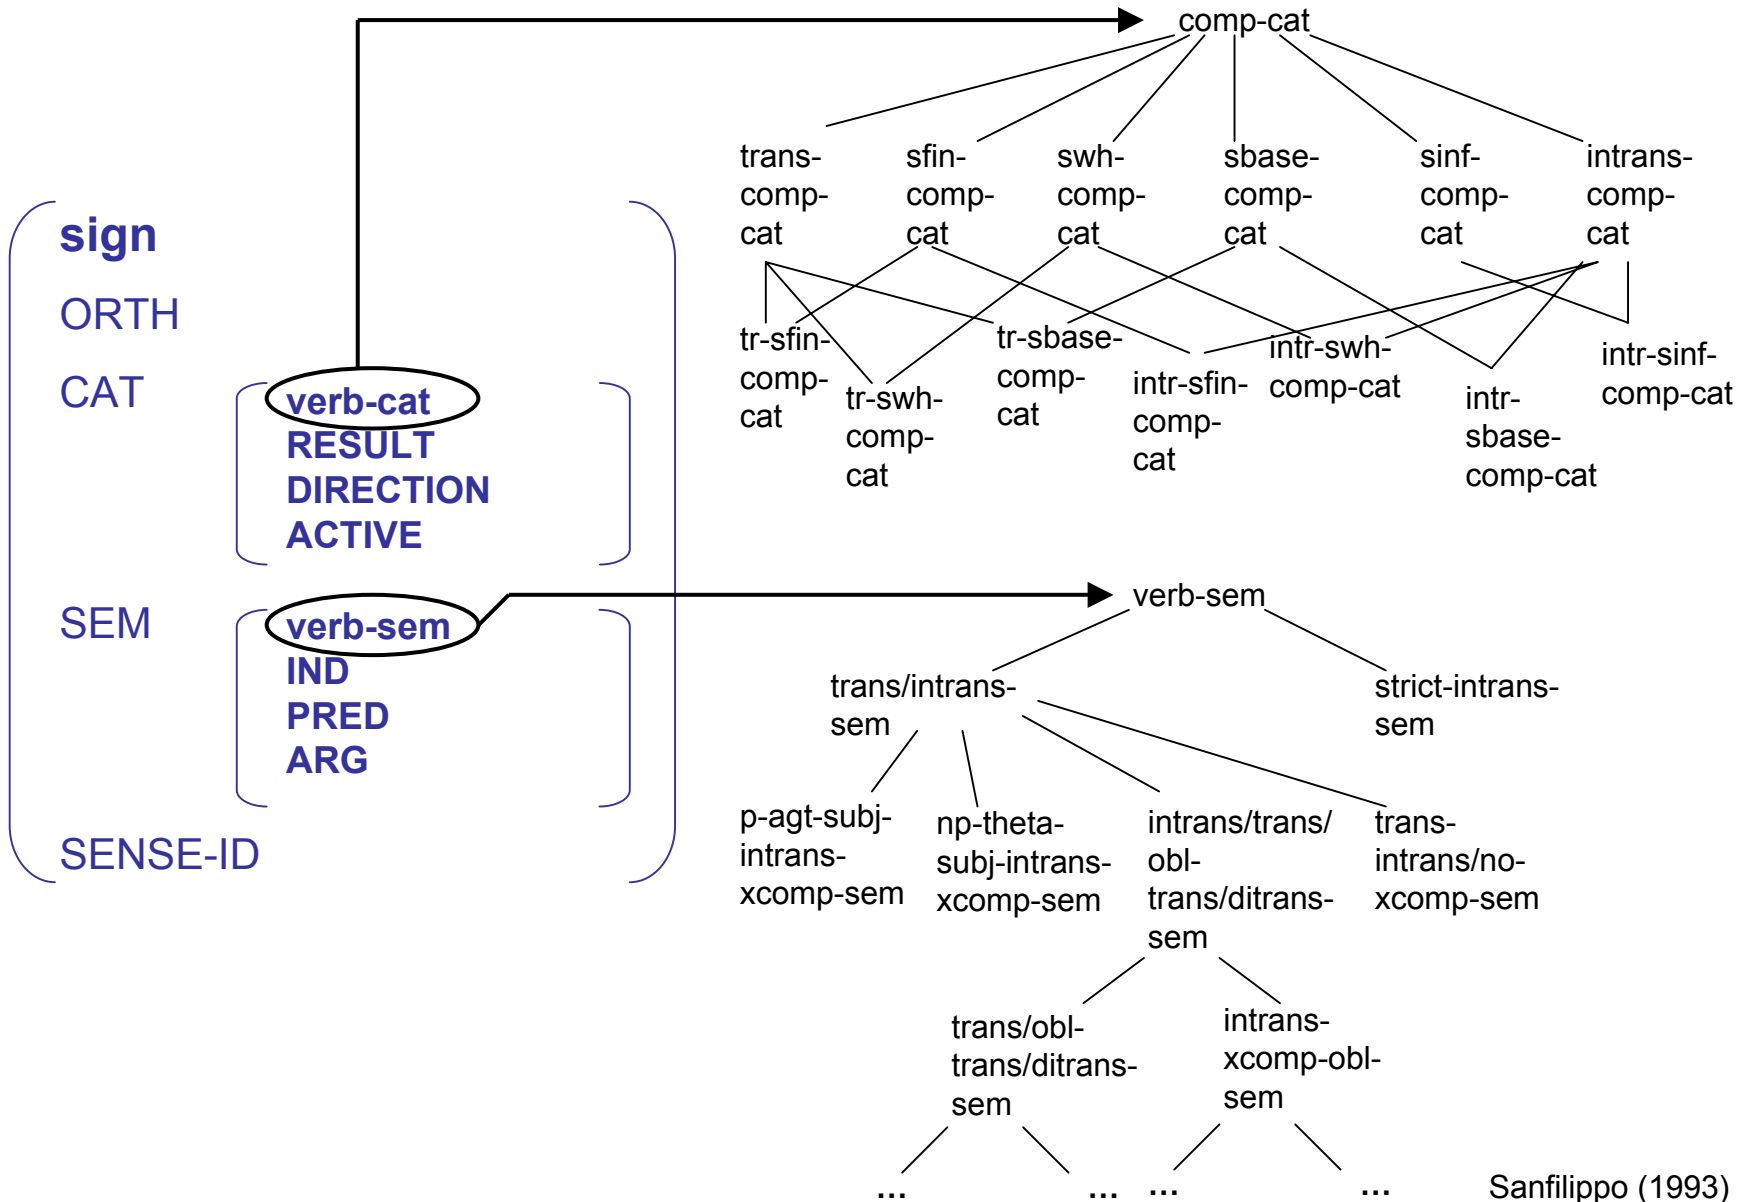 comp-cat
trans-
comp-
cat
sfin-
comp-
cat
swh-
comp-
cat
sbase-
comp-
cat
sinf-
comp-
cat
intrans-
comp-
cat
tr-sfin-
comp-
cat
tr-swh-
comp-
cat
tr-sbase-
comp-
cat
intr-sfin-
comp-
cat
intr-swh-
comp-cat
intr-
sbase-
comp-cat
intr-sinf-
comp-cat
sign
ORTH
CAT
verb-cat
RESULT
DIRECTION
ACTIVE
SEM
verb-sem
IND
PRED
ARG
SENSE-ID
verb-sem
trans/intrans-
sem
strict-intrans-
sem
p-agt-subj-
intrans-
xcomp-sem
np-theta-
subj-intrans-
xcomp-sem
intrans/trans/
obl-
trans/ditrans-
sem
trans-
intrans/no-
xcomp-sem
trans/obl-
trans/ditrans-
sem
intrans-
xcomp-obl-
sem
...
...
...
...
Sanfilippo (1993)